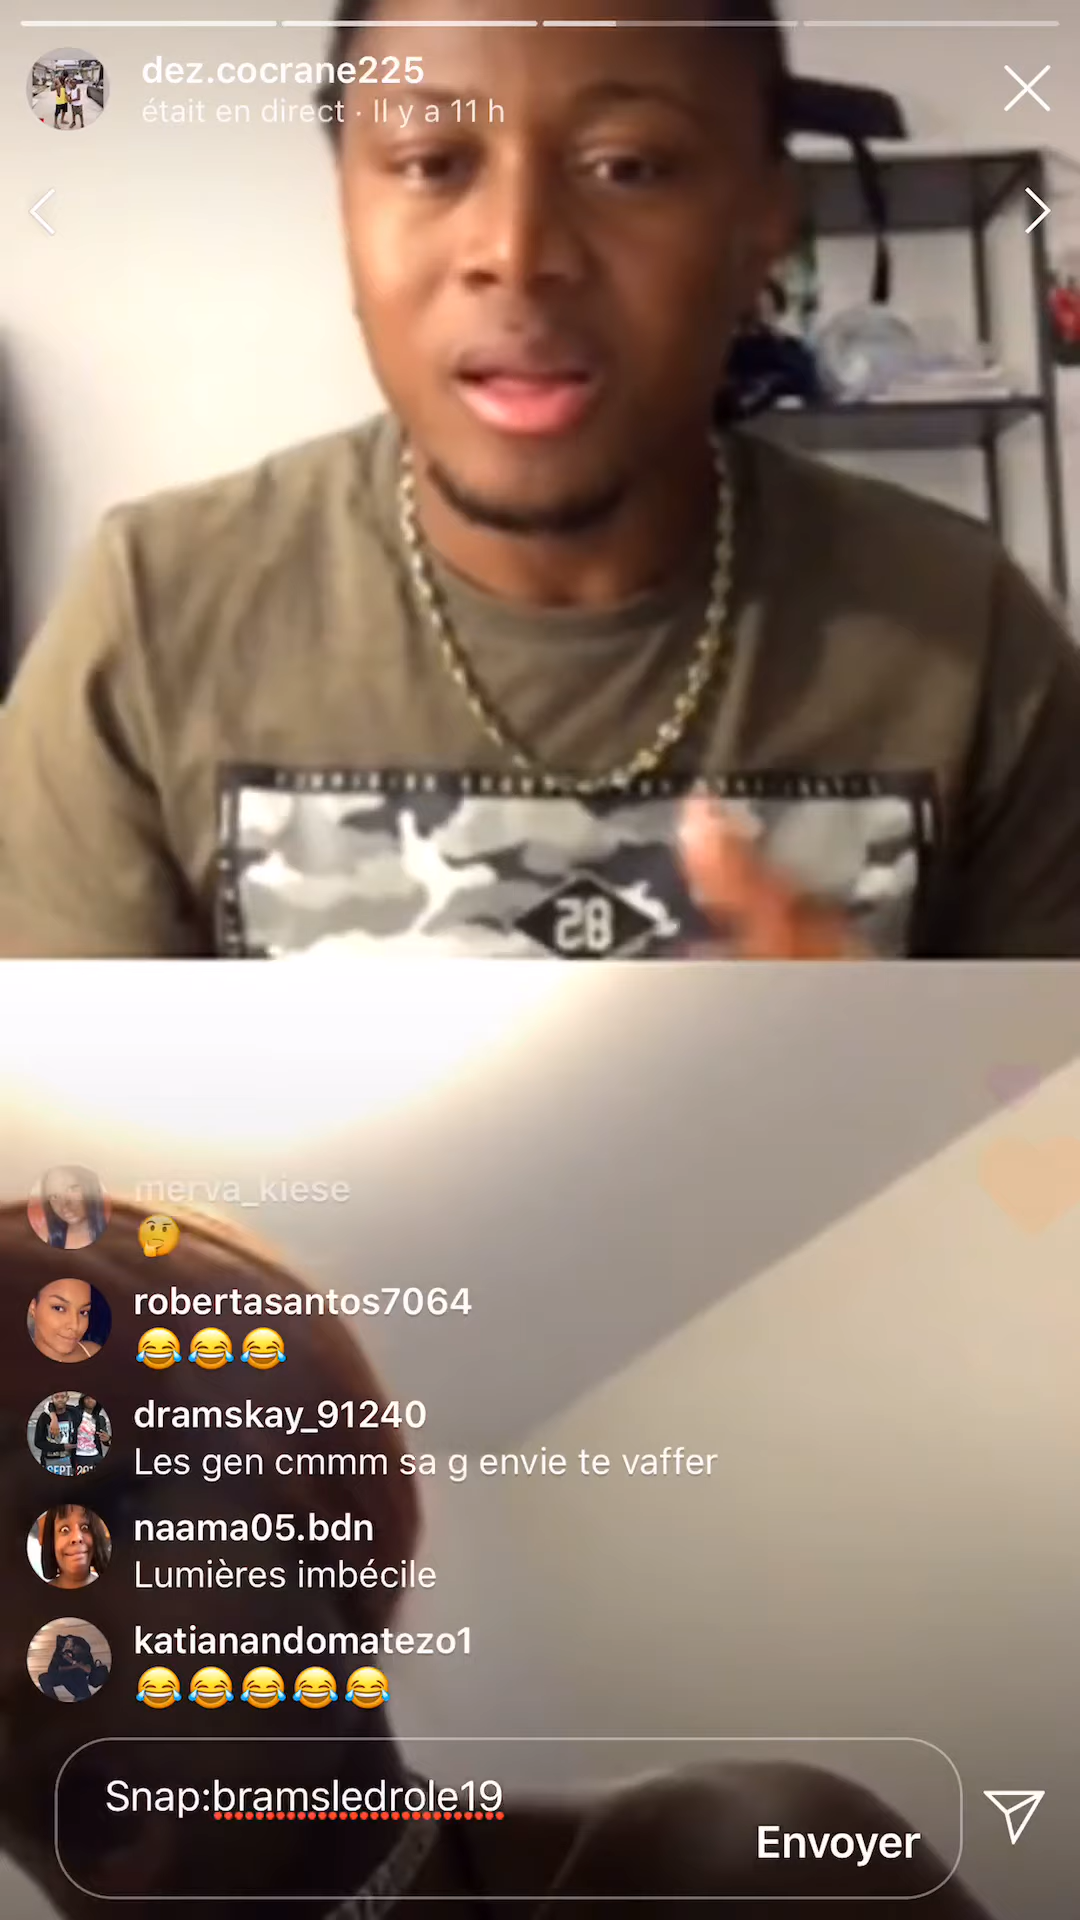 dez.cocrane225
était en direct · Il y a 11 h
28
merva_kiese
🤔
robertasantos7064
😂😂😂
dramskay_91240
Les gen cmmm sa g envie te vaffer
naama05.bdn
Lumières imbécile
katianandomatezo1
😂😂😂😂😂
Snap:bramsledrole19
Envoyer